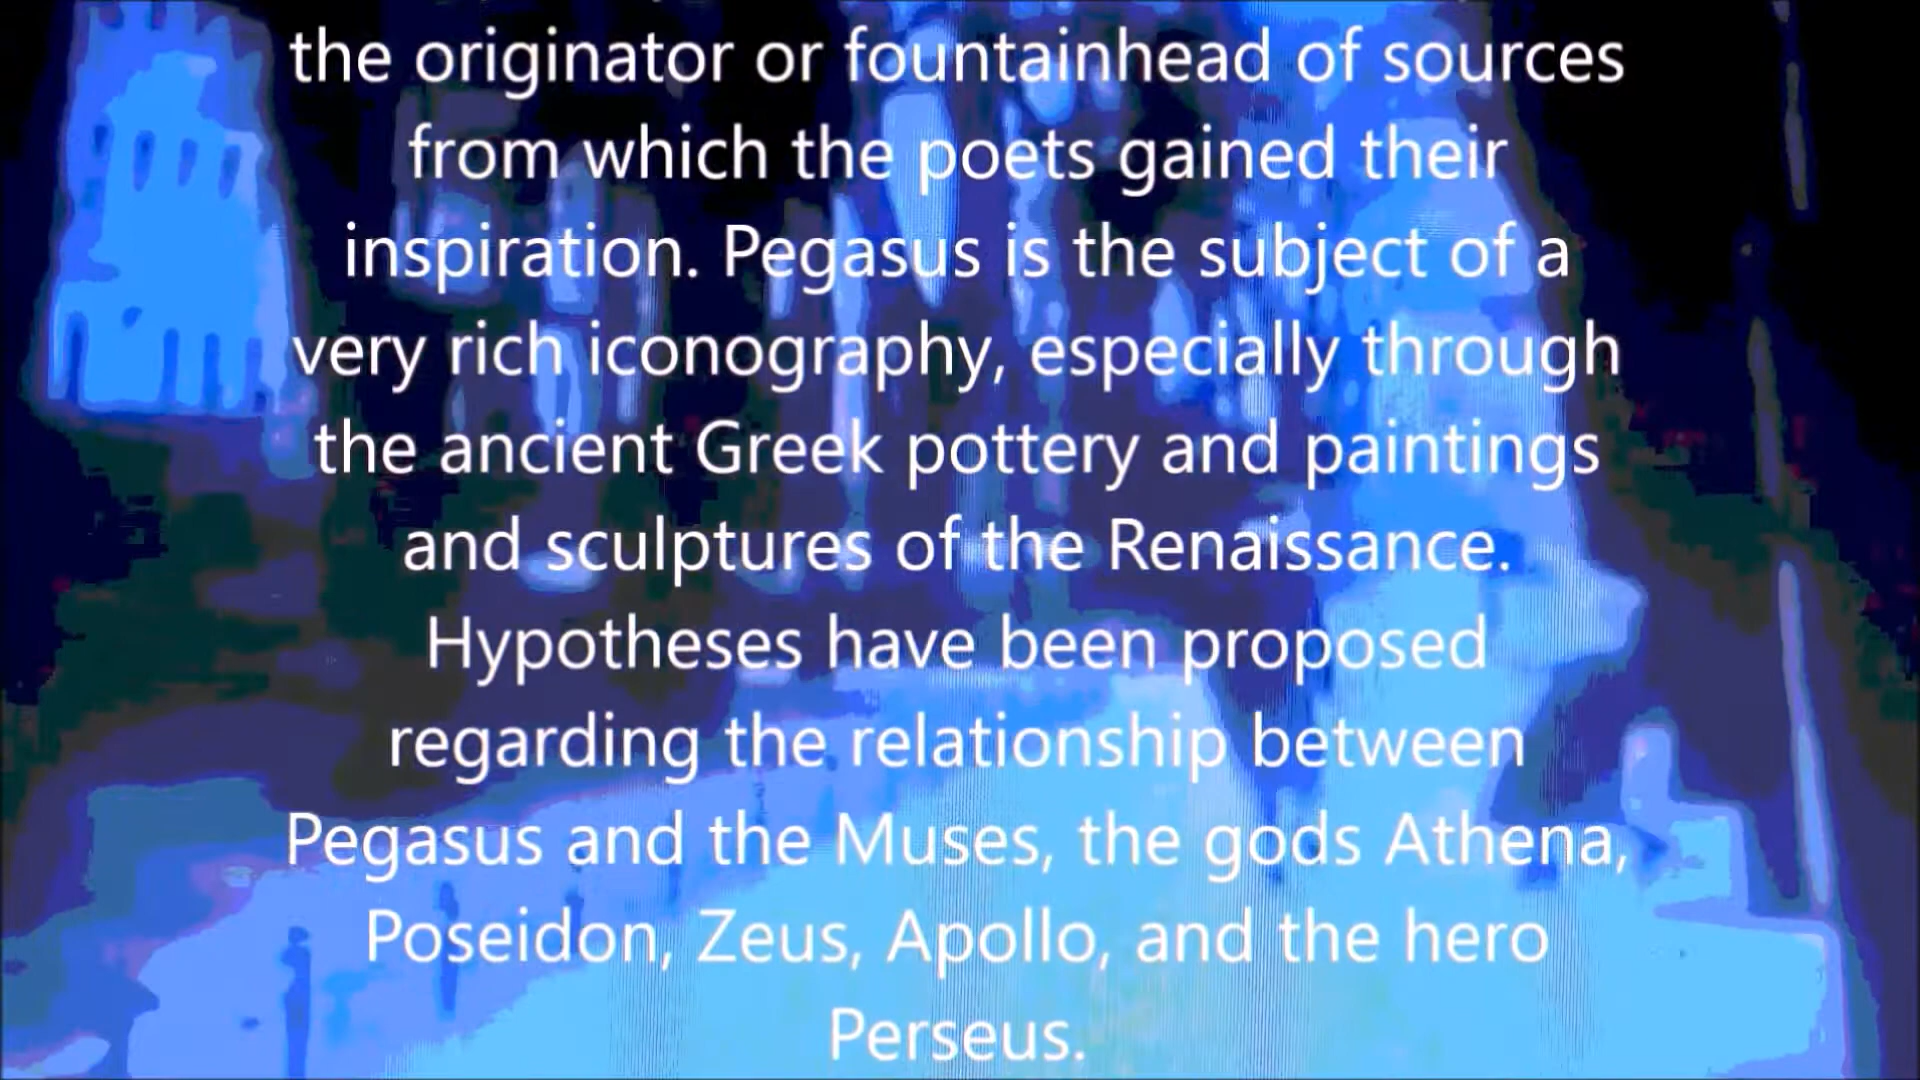 the originator or fountainhead of sources
from which the poets gained their
inspiration. Pegasus is the subject of a
very rich iconography, especially through
the ancient Greek pottery and paintings
and sculptures of the Renaissance.
Hypotheses have been proposed
regarding the relationship between
Pegasus and the Muses, the gods Athena,
Poseidon, Zeus, Apollo, and the hero
Perseus.